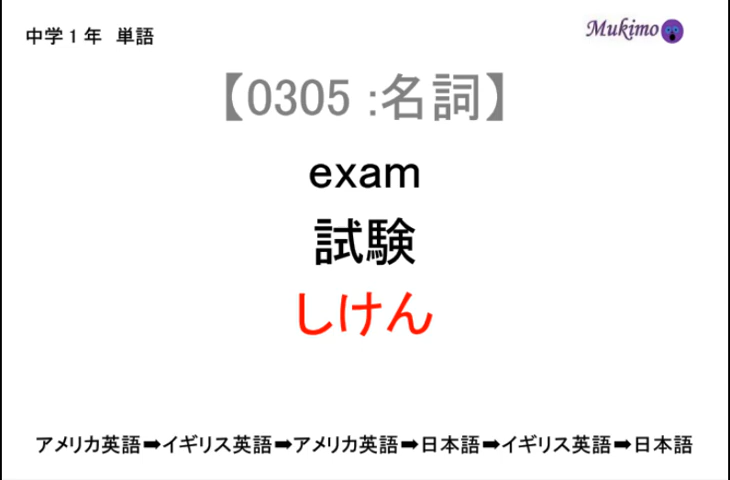 中学1年 単語
Mukimo
【0305 :名詞】
exam
試験
しけん
アメリカ英語➡イギリス英語➡アメリカ英語➡日本語➡イギリス英語➡日本語